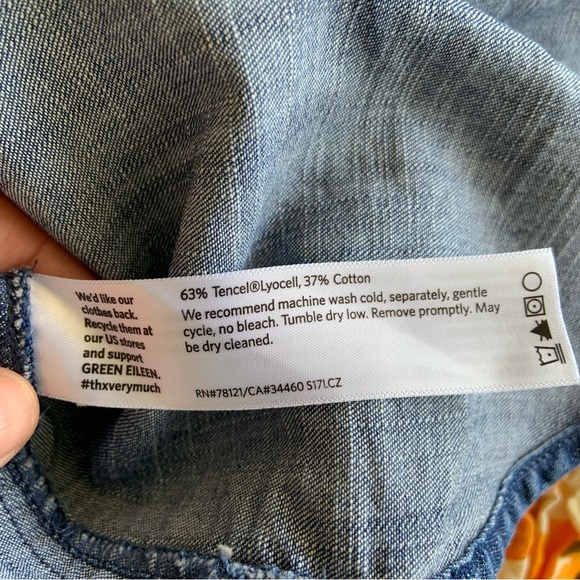 We'd like our
clothes back.
Recycle them at
our US stores
and support
GREEN EILEEN.
#thxverymuch
63% Tencel®Lyocell, 37% Cotton
We recommend machine wash cold, separately, gentle
cycle, no bleach. Tumble dry low. Remove promptly. May
be dry cleaned.
RN#78121/CA#34460 S171.CZ